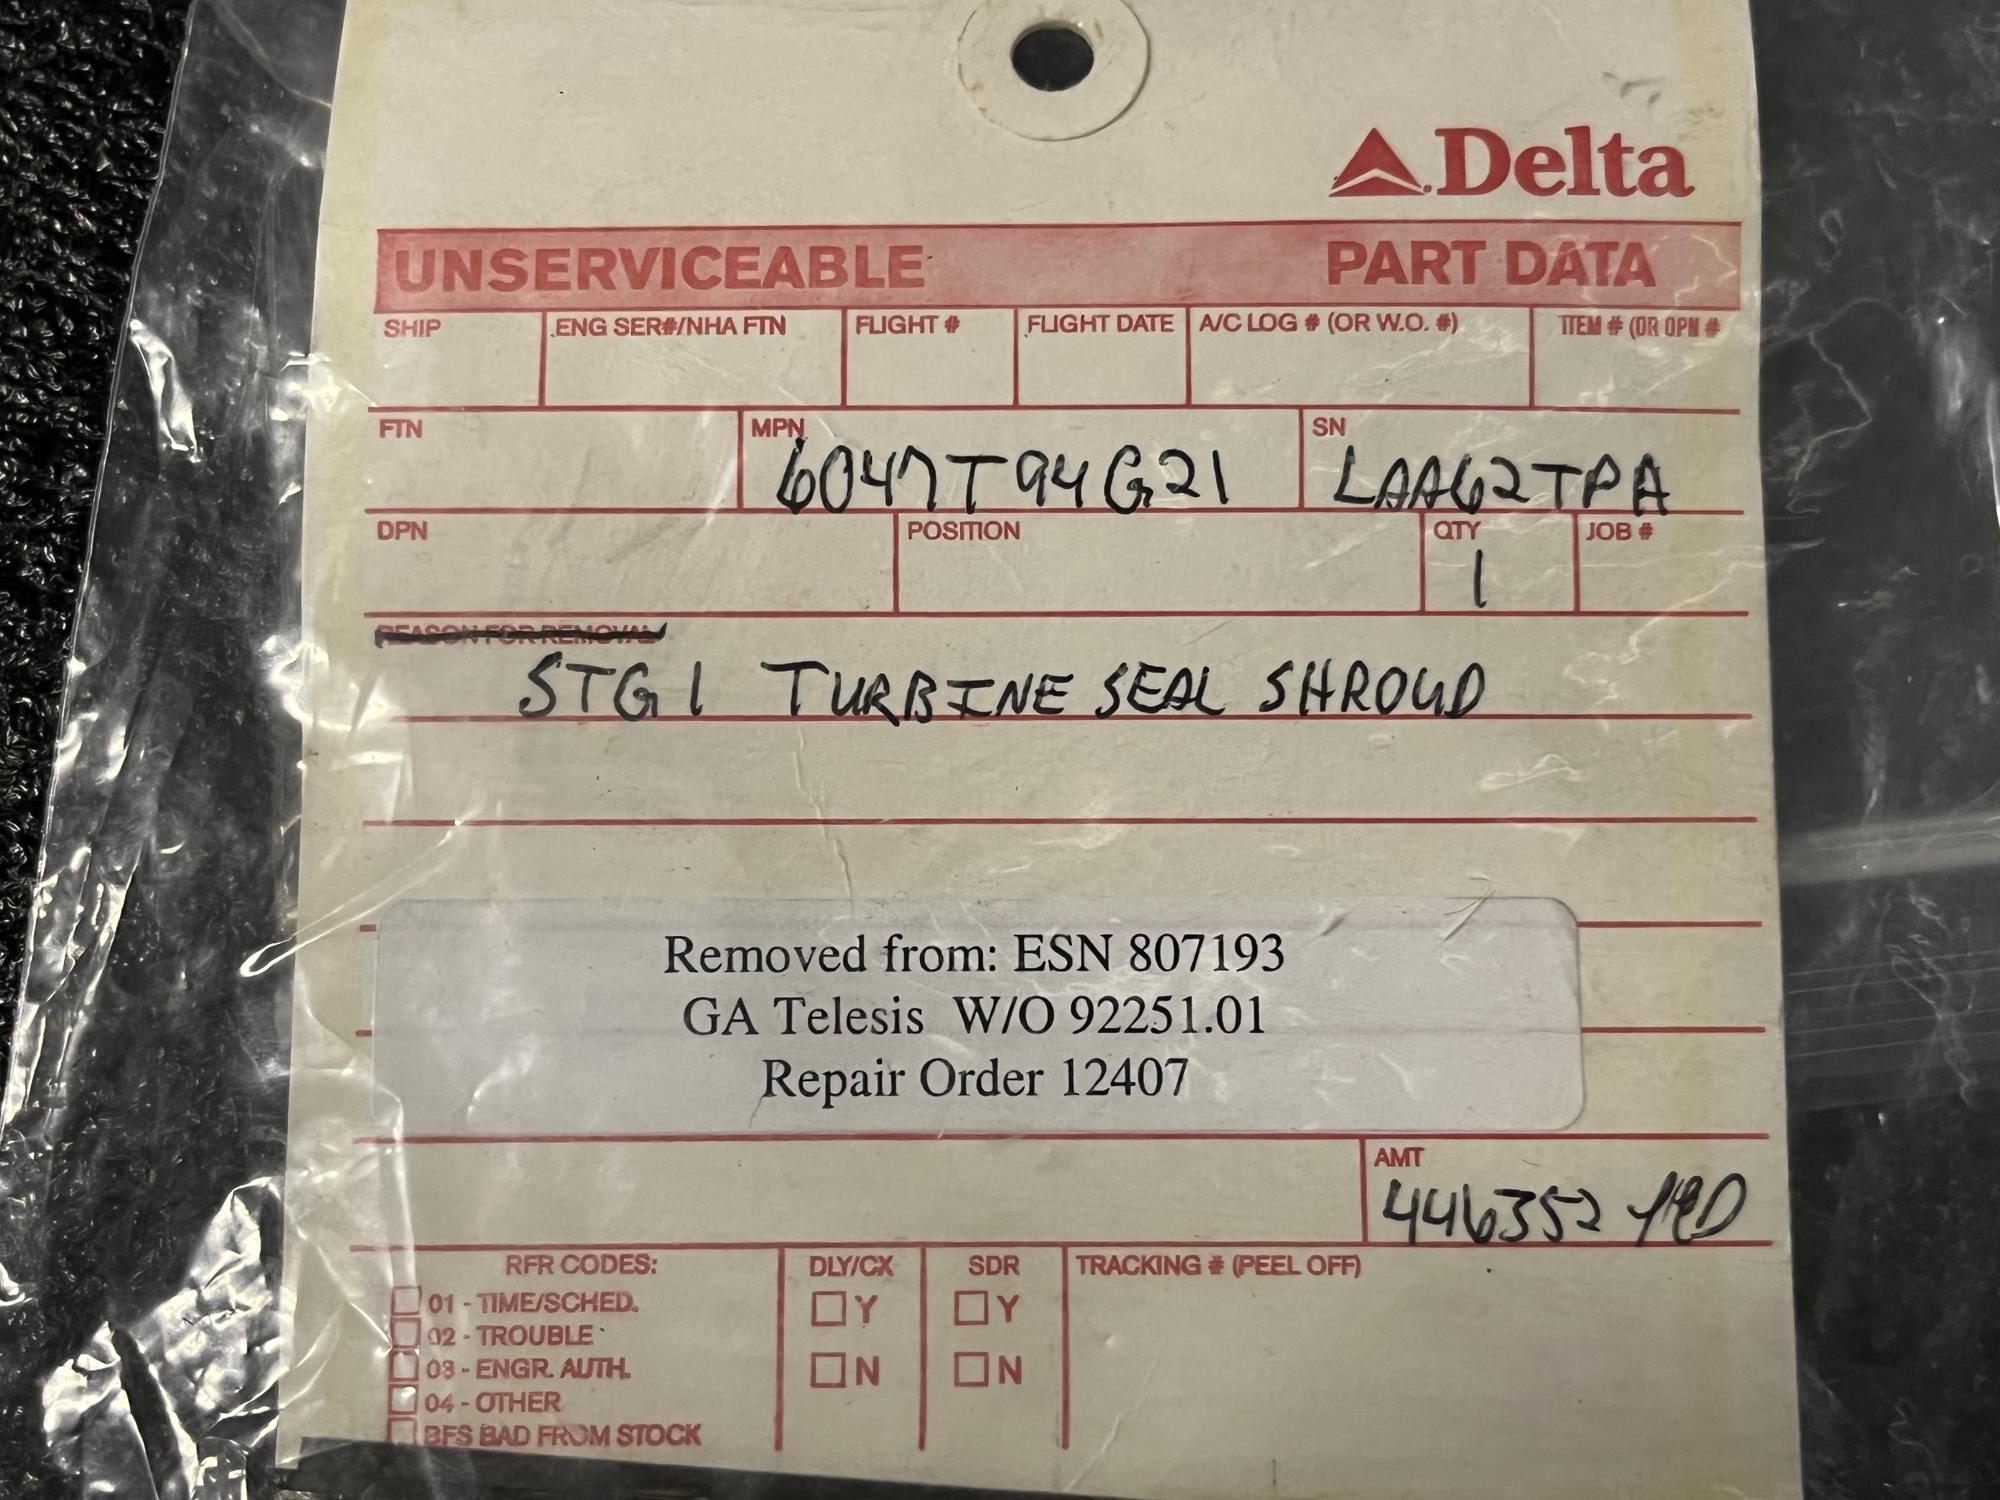 Delta
UNSERVICEABLE PART DATA
SHIP ENG SER#/NHA FTN FLIGHT # FLIGHT DATE A/C LOG # (OR W.O. #) ITEM # (OR OPN #
FTN MPN SN
6047T94G21 LAA62TPA
DPN POSITION QTY JOB #
1
REASON FOR REMOVAL
STG 1 TURBINE SEAL SHROUD
Removed from: ESN 807193
GA Telesis W/O 92251.01
Repair Order 12407
AMT
446352
RFR CODES: DLY/CX SDR TRACKING # (PEEL OFF)
01 - TIME/SCHED. Y Y
02 - TROUBLE
03 - ENGR. AUTH. N N
04 - OTHER
BFS BAD FROM STOCK